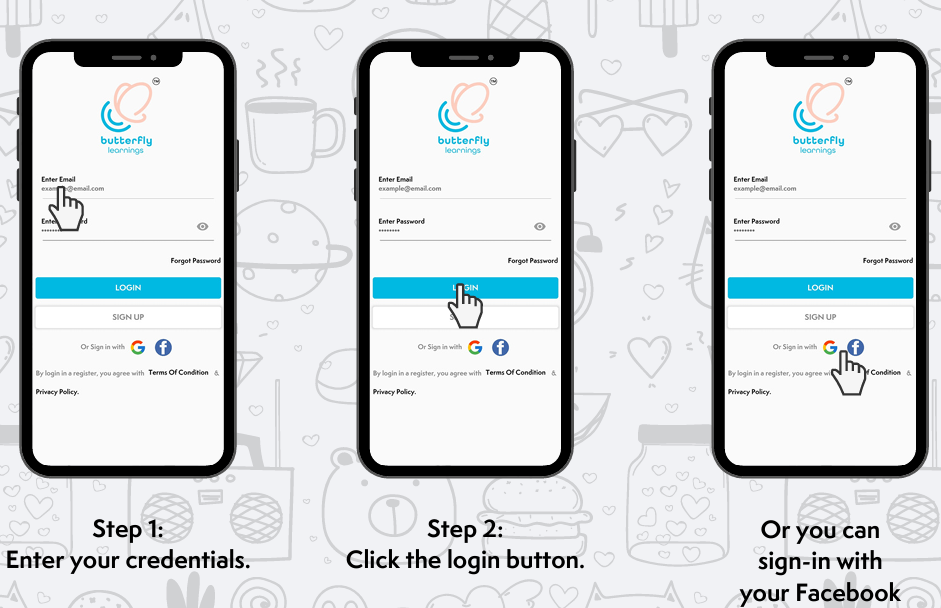 TM
butterfly
learnings
Enter Email
example@email.com
Enter Password
••••••••
Forgot Password
LOGIN
SIGN UP
Or Sign in with G f
By login in a register, you agree with Terms Of Condition &
Privacy Policy.
Step 1:
Enter your credentials.
TM
butterfly
learnings
Enter Email
example@email.com
Enter Password
••••••••
Forgot Password
LOGIN
Or Sign in with G f
By login in a register, you agree with Terms Of Condition &
Privacy Policy.
Step 2:
Click the login button.
TM
butterfly
learnings
Enter Email
example@email.com
Enter Password
••••••••
Forgot Password
LOGIN
SIGN UP
Or Sign in with G f
By login in a register, you agree Condition &
Privacy Policy.
Or you can
sign-in with
your Facebook